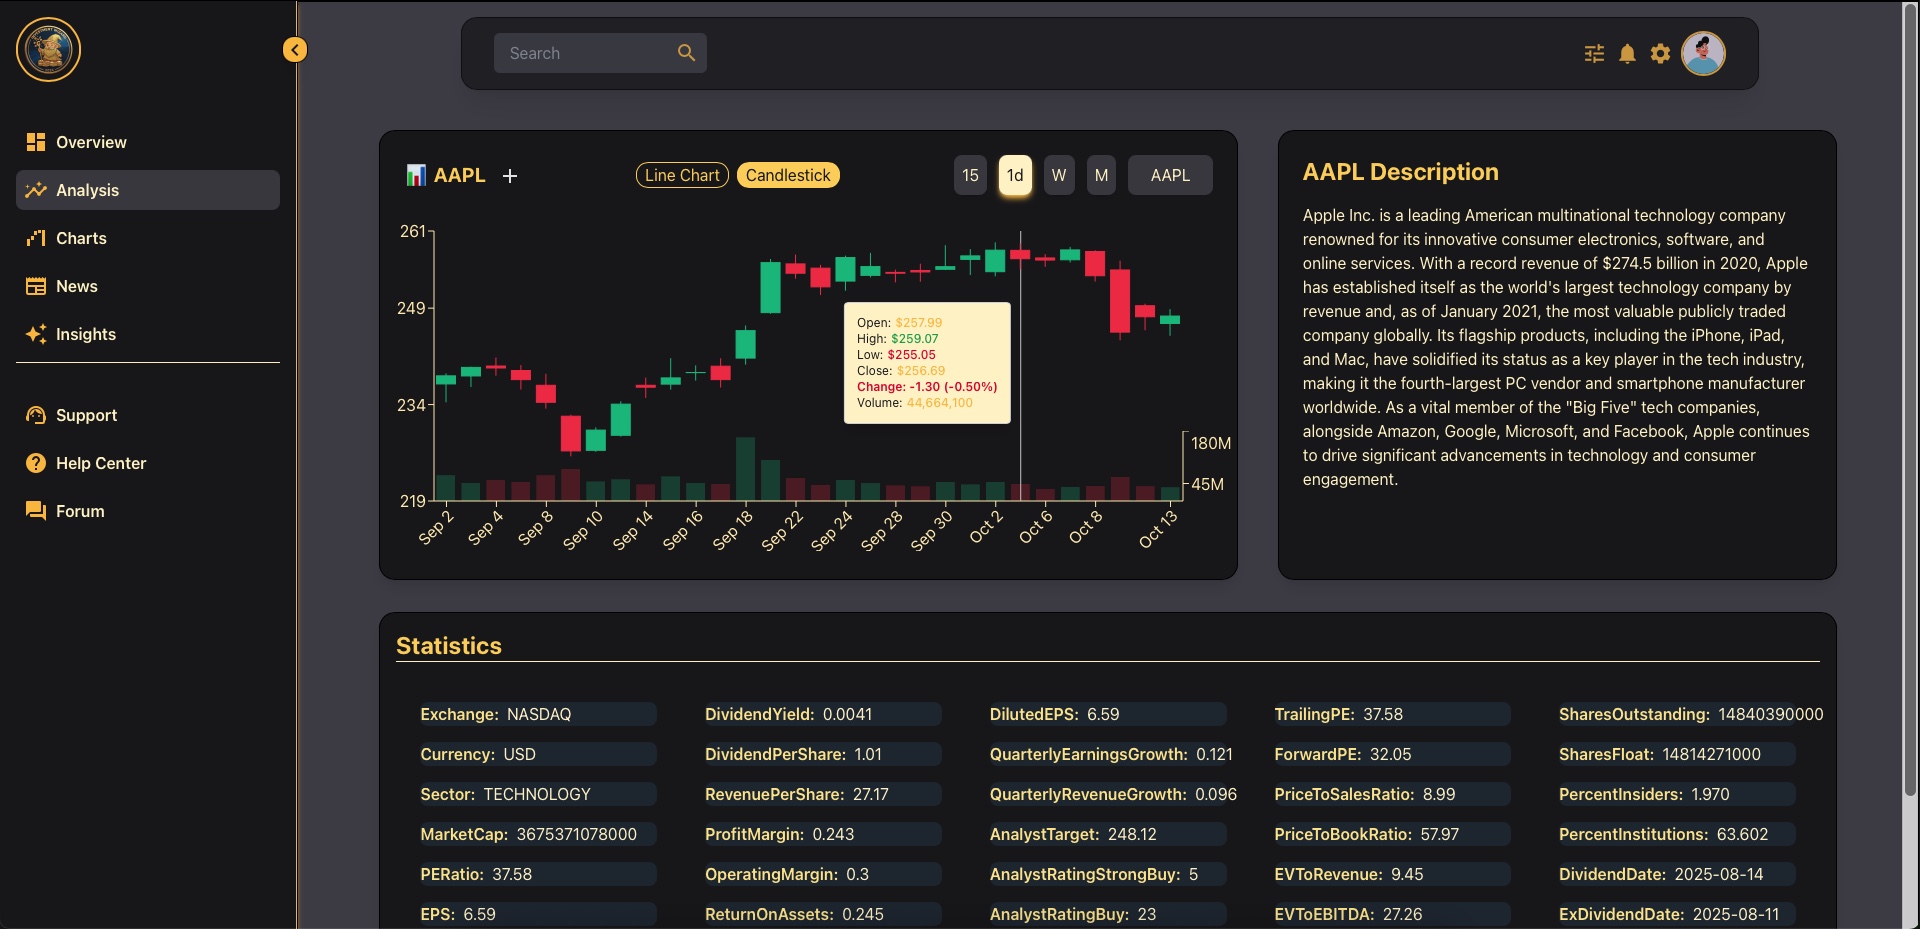 Search
Overview
Analysis
Charts
News
Insights
Support
Help Center
Forum
AAPL +
Line Chart
Candlestick
15
1d
W
M
AAPL
261
249
234
219
Open: $257.99
High: $259.07
Low: $255.05
Close: $256.69
Change: -1.30 (-0.50%)
Volume: 44,664,100
180M
45M
Sep 2
Sep 4
Sep 8
Sep 10
Sep 14
Sep 16
Sep 18
Sep 22
Sep 24
Sep 28
Sep 30
Oct 2
Oct 6
Oct 8
Oct 13
AAPL Description
Apple Inc. is a leading American multinational technology company
renowned for its innovative consumer electronics, software, and
online services. With a record revenue of $274.5 billion in 2020, Apple
has established itself as the world's largest technology company by
revenue and, as of January 2021, the most valuable publicly traded
company globally. Its flagship products, including the iPhone, iPad,
and Mac, have solidified its status as a key player in the tech industry,
making it the fourth-largest PC vendor and smartphone manufacturer
worldwide. As a vital member of the "Big Five" tech companies,
alongside Amazon, Google, Microsoft, and Facebook, Apple continues
to drive significant advancements in technology and consumer
engagement.
Statistics
Exchange: NASDAQ
DividendYield: 0.0041
DilutedEPS: 6.59
TrailingPE: 37.58
SharesOutstanding: 14840390000
Currency: USD
DividendPerShare: 1.01
QuarterlyEarningsGrowth: 0.121
ForwardPE: 32.05
SharesFloat: 14814271000
Sector: TECHNOLOGY
RevenuePerShare: 27.17
QuarterlyRevenueGrowth: 0.096
PriceToSalesRatio: 8.99
PercentInsiders: 1.970
MarketCap: 3675371078000
ProfitMargin: 0.243
AnalystTarget: 248.12
PriceToBookRatio: 57.97
PercentInstitutions: 63.602
PERatio: 37.58
OperatingMargin: 0.3
AnalystRatingStrongBuy: 5
EVToRevenue: 9.45
DividendDate: 2025-08-14
EPS: 6.59
ReturnOnAssets: 0.245
AnalystRatingBuy: 23
EVToEBITDA: 27.26
ExDividendDate: 2025-08-11